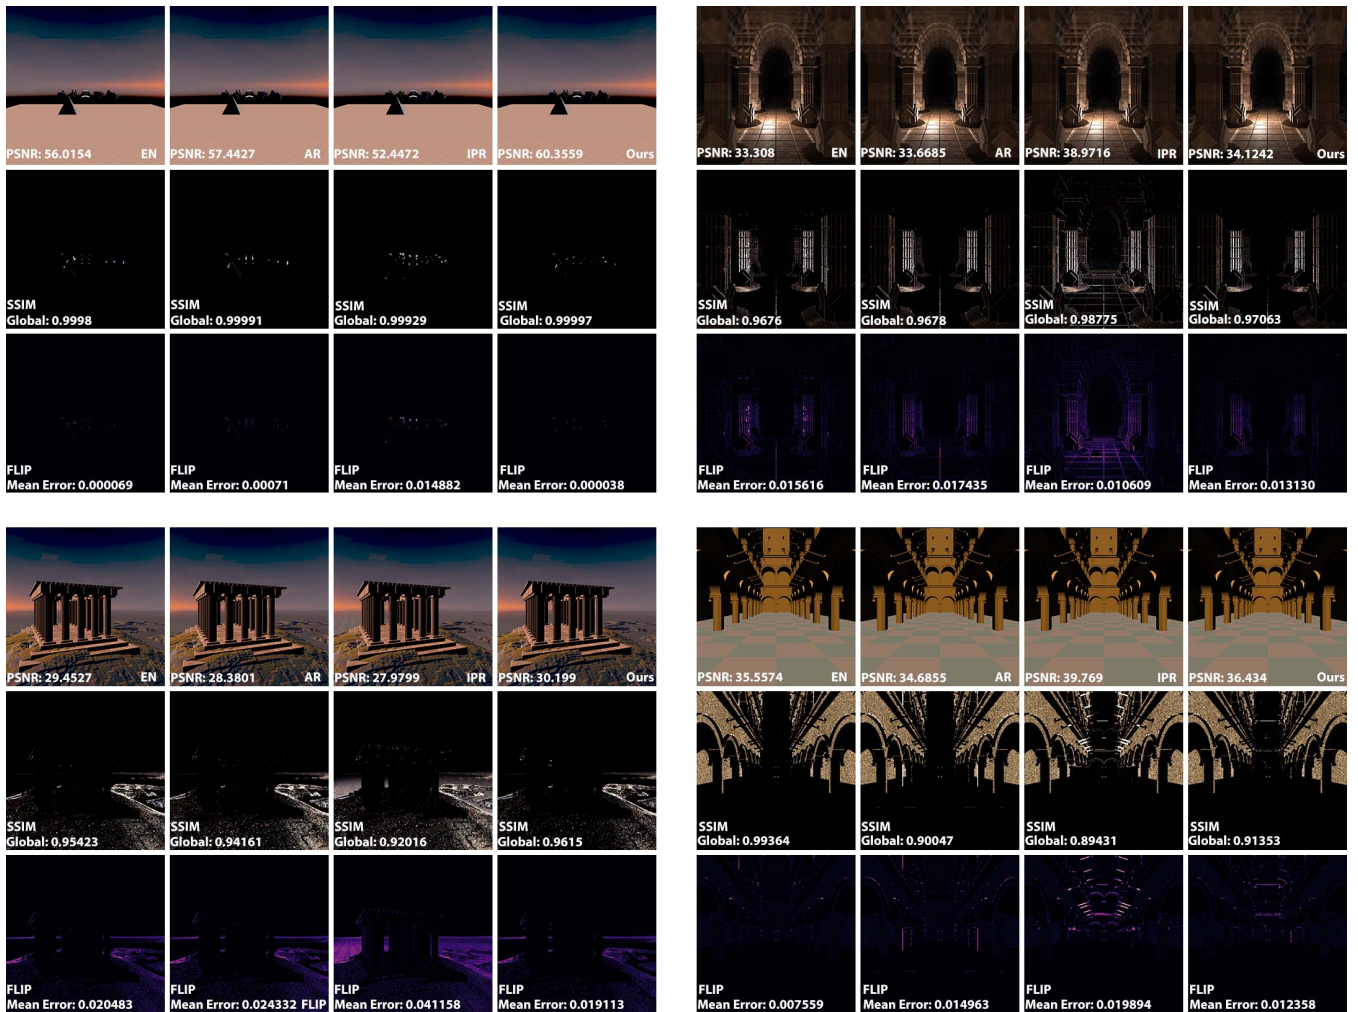 PSNR: 56.0154 EN
PSNR: 57.4427 AR
PSNR: 52.4472 IPR
PSNR: 60.3559 Ours
SSIM
Global: 0.9998
SSIM
Global: 0.99991
SSIM
Global: 0.99929
SSIM
Global: 0.99997
FLIP
Mean Error: 0.000069
FLIP
Mean Error: 0.00071
FLIP
Mean Error: 0.014882
FLIP
Mean Error: 0.000038
PSNR: 33.308 EN
PSNR: 33.6685 AR
PSNR: 38.9716 IPR
PSNR: 34.1242 Ours
SSIM
Global: 0.9676
SSIM
Global: 0.9678
SSIM
Global: 0.98775
SSIM
Global: 0.97063
FLIP
Mean Error: 0.015616
FLIP
Mean Error: 0.017435
FLIP
Mean Error: 0.010609
FLIP
Mean Error: 0.013130
PSNR: 29.4527 EN
PSNR: 28.3801 AR
PSNR: 27.9799 IPR
PSNR: 30.199 Ours
SSIM
Global: 0.95423
SSIM
Global: 0.94161
SSIM
Global: 0.92016
SSIM
Global: 0.9615
FLIP
Mean Error: 0.020483
FLIP
Mean Error: 0.024332 FLIP
FLIP
Mean Error: 0.041158
FLIP
Mean Error: 0.019113
PSNR: 35.5574 EN
PSNR: 34.6855 AR
PSNR: 39.769 IPR
PSNR: 36.434 Ours
SSIM
Global: 0.99364
SSIM
Global: 0.90047
SSIM
Global: 0.89431
SSIM
Global: 0.91353
FLIP
Mean Error: 0.007559
FLIP
Mean Error: 0.014963
FLIP
Mean Error: 0.019894
FLIP
Mean Error: 0.012358